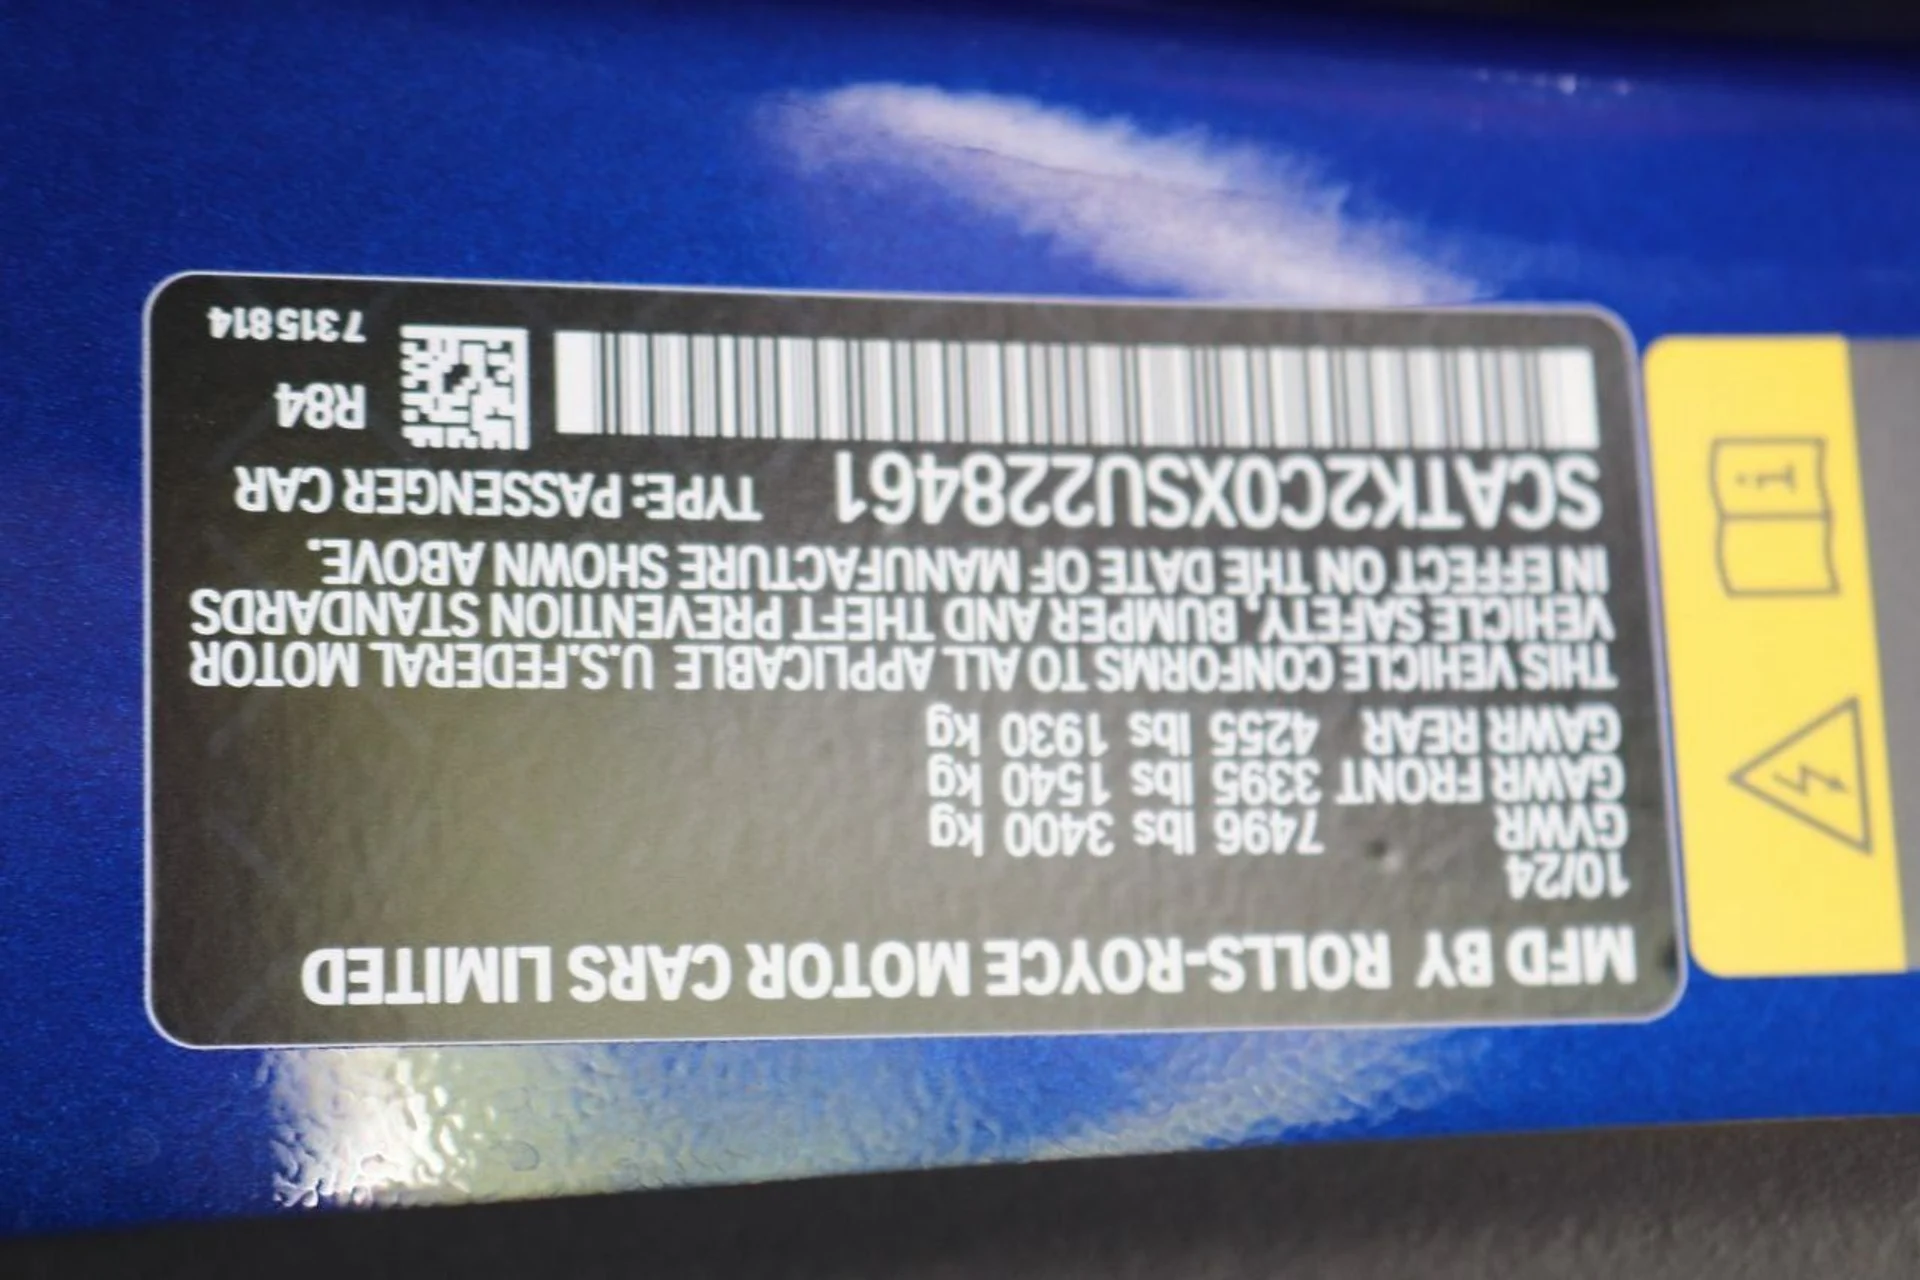 MFD BY ROLLS-ROYCE MOTOR CARS LIMITED
10/24
GVWR 7496 lbs 3400 kg
GAWR FRONT 3395 lbs 1540 kg
GAWR REAR 4255 lbs 1930 kg
THIS VEHICLE CONFORMS TO ALL APPLICABLE U.S.FEDERAL MOTOR
VEHICLE SAFETY, BUMPER AND THEFT PREVENTION STANDARDS
IN EFFECT ON THE DATE OF MANUFACTURE SHOWN ABOVE.
SCATK2C0XSU228461 TYPE: PASSENGER CAR
R84
7315814
i